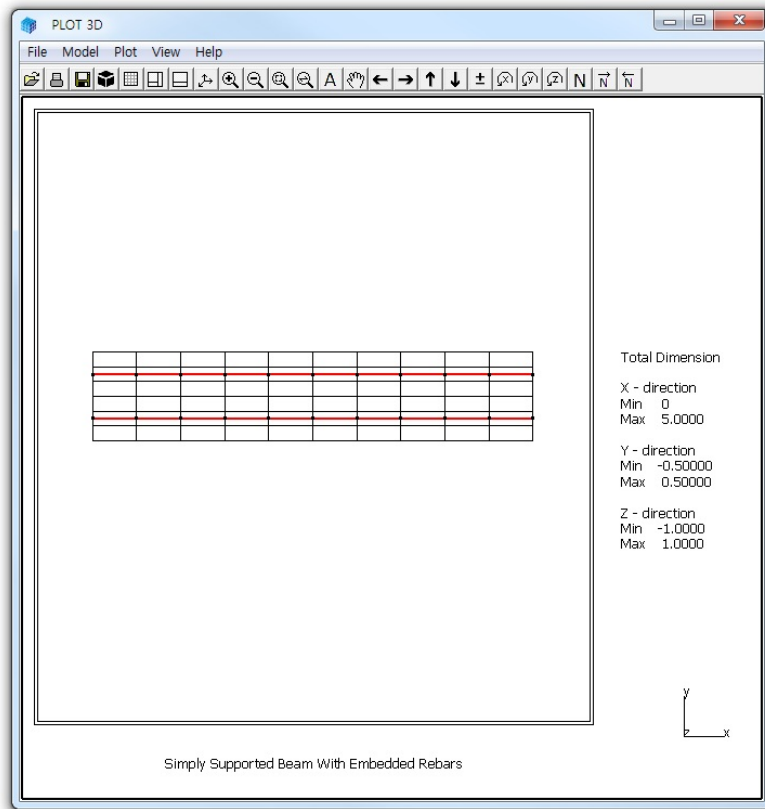 PLOT 3D
File Model Plot View Help
A ± x y z N N N
Total Dimension
X - direction
Min 0
Max 5.0000
Y - direction
Min -0.50000
Max 0.50000
Z - direction
Min -1.0000
Max 1.0000
y
z x
Simply Supported Beam With Embedded Rebars